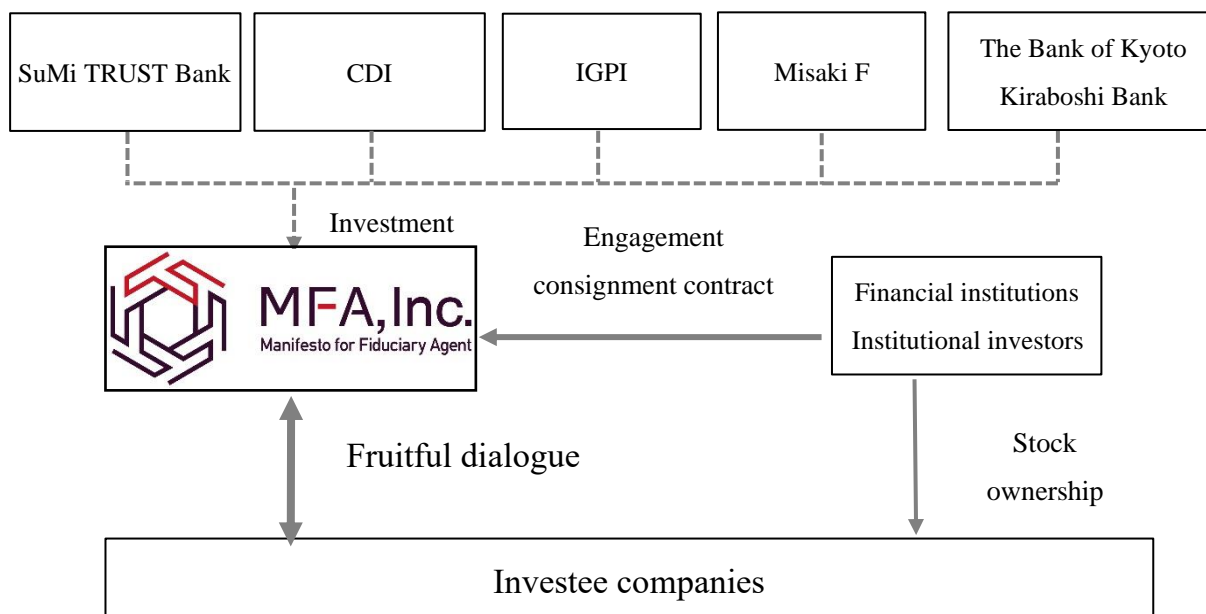 SuMi TRUST Bank
CDI
IGPI
Misaki F
The Bank of Kyoto
Kiraboshi Bank
Investment
Engagement
consignment contract
MFA,Inc.
Manifesto for Fiduciary Agent
Financial institutions
Institutional investors
Fruitful dialogue
Stock
ownership
Investee companies